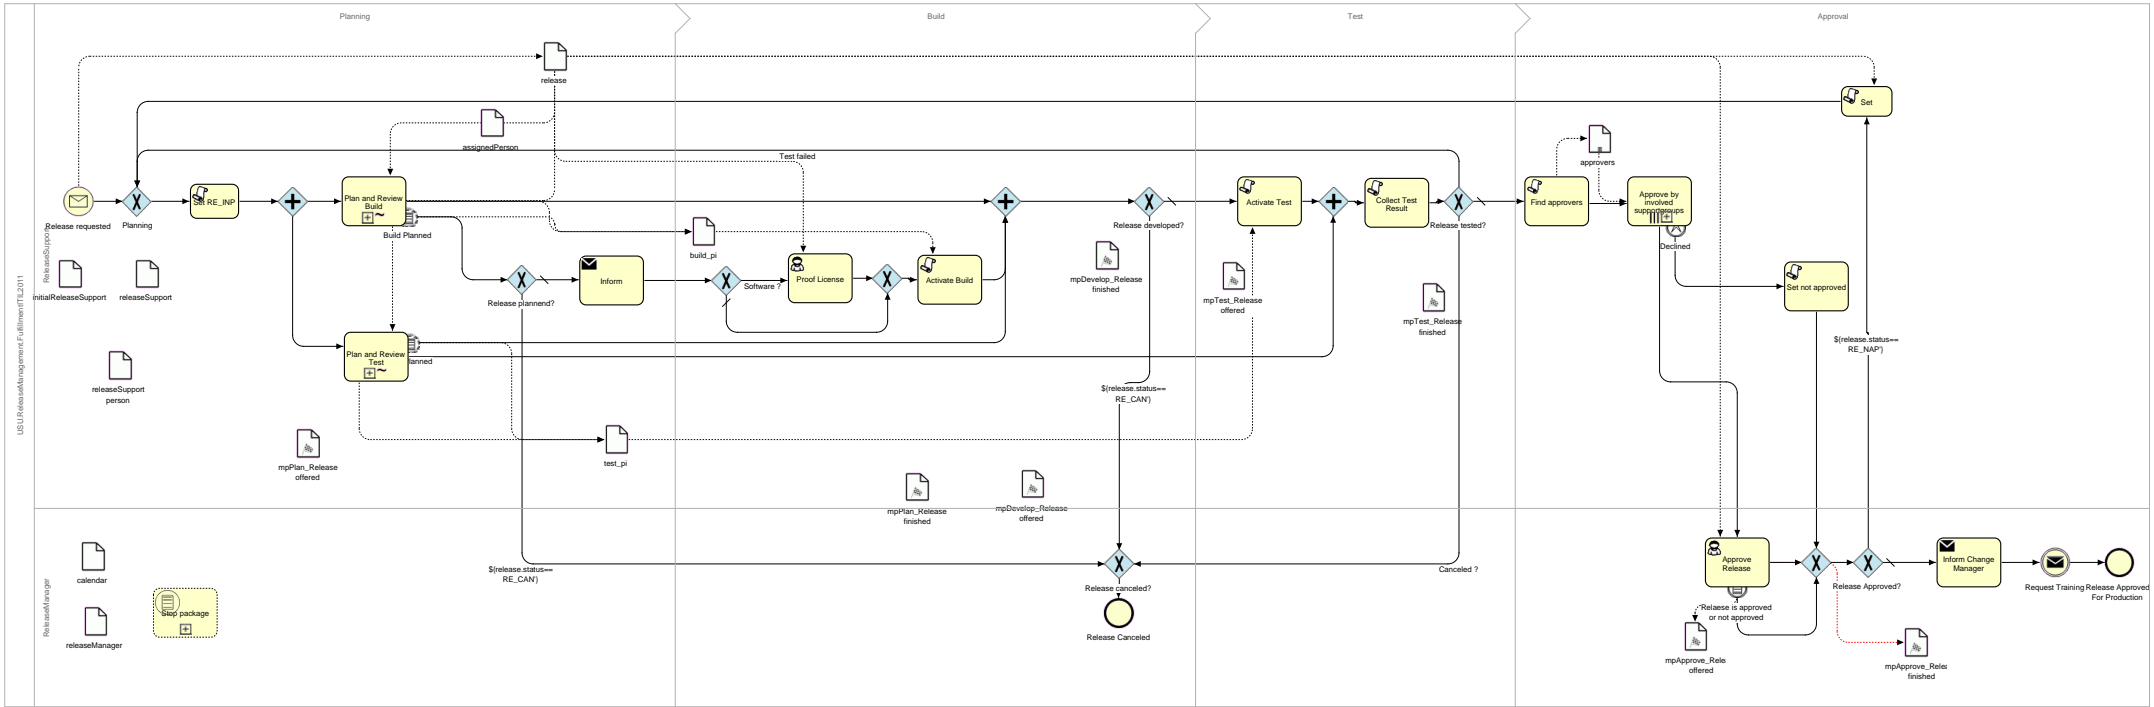 Planning
Build
Test
Approval
USU.ReleaseManagement.FulfillmentITIL2011
ReleaseSupport
ReleaseManager
release
Set
assignedPerson
Test failed
approvers
Release requested
Planning
Set RE_INP
Plan and Review
Build
Build Planned
build_pi
Release developed?
Activate Test
Collect Test
Result
Release tested?
Find approvers
Approve by
involved
supportgroups
Declined
initialReleaseSupport
releaseSupport
Release plannend?
Inform
Software ?
Proof License
Activate Build
mpDevelop_Release
finished
mpTest_Release
offered
mpTest_Release
finished
Set not approved
Plan and Review
Test
lanned
${release.status==
RE_NAP')
releaseSupport
person
${release.status==
RE_CAN')
mpPlan_Release
offered
test_pi
mpPlan_Release
finished
mpDevelop_Release
offered
calendar
${release.status==
RE_CAN')
Release canceled?
Canceled ?
Approve
Release
Release Approved?
Inform Change
Manager
Request Training
Release Approved
For Production
releaseManager
Stop package
Release Canceled
Relaese is approved
or not approved
mpApprove_Rele
offered
mpApprove_Relea
finished